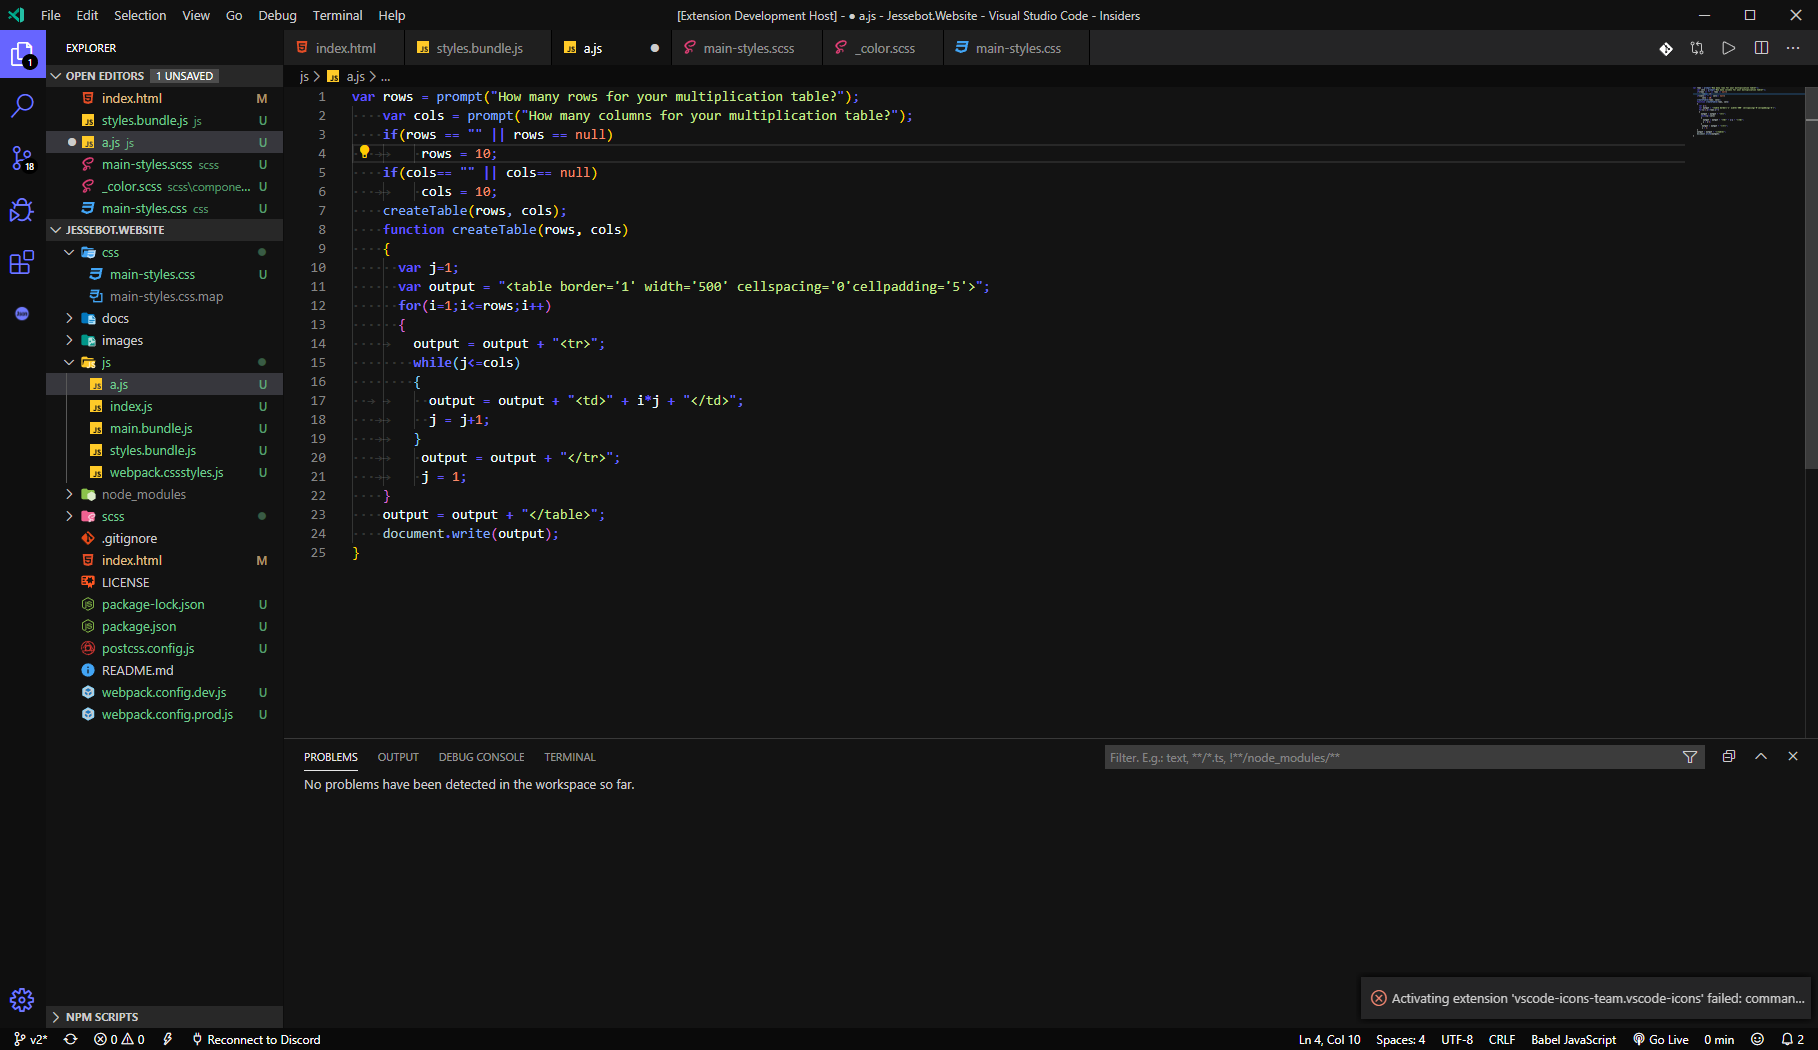 File Edit Selection View Go Debug Terminal Help
[Extension Development Host] - ● a.js - Jessebot.Website - Visual Studio Code - Insiders
EXPLORER
OPEN EDITORS 1 UNSAVED
index.html M
styles.bundle.js js U
a.js js U
main-styles.scss scss U
_color.scss scss\compone... U
main-styles.css css U
JESSEBOT.WEBSITE
css
main-styles.css U
main-styles.css.map
docs
images
js
a.js U
index.js U
main.bundle.js U
styles.bundle.js U
webpack.cssstyles.js U
node_modules
scss
.gitignore
index.html M
LICENSE
package-lock.json U
package.json U
postcss.config.js U
README.md
webpack.config.dev.js U
webpack.config.prod.js U
NPM SCRIPTS
1
18
index.html styles.bundle.js a.js main-styles.scss _color.scss main-styles.css
js > a.js > ...
1 var rows = prompt("How many rows for your multiplication table?");
2 var cols = prompt("How many columns for your multiplication table?");
3 if(rows == "" || rows == null)
4 rows = 10;
5 if(cols== "" || cols== null)
6 cols = 10;
7 createTable(rows, cols);
8 function createTable(rows, cols)
9 {
10 var j=1;
11 var output = "<table border='1' width='500' cellspacing='0'cellpadding='5'>";
12 for(i=1;i<=rows;i++)
13 {
14 output = output + "<tr>";
15 while(j<=cols)
16 {
17 output = output + "<td>" + i*j + "</td>";
18 j = j+1;
19 }
20 output = output + "</tr>";
21 j = 1;
22 }
23 output = output + "</table>";
24 document.write(output);
25 }
PROBLEMS OUTPUT DEBUG CONSOLE TERMINAL
Filter. E.g.: text, **/*.ts, !**/node_modules/**
No problems have been detected in the workspace so far.
Activating extension 'vscode-icons-team.vscode-icons' failed: comman...
v2* 0 0 Reconnect to Discord
Ln 4, Col 10 Spaces: 4 UTF-8 CRLF Babel JavaScript Go Live 0 min 2